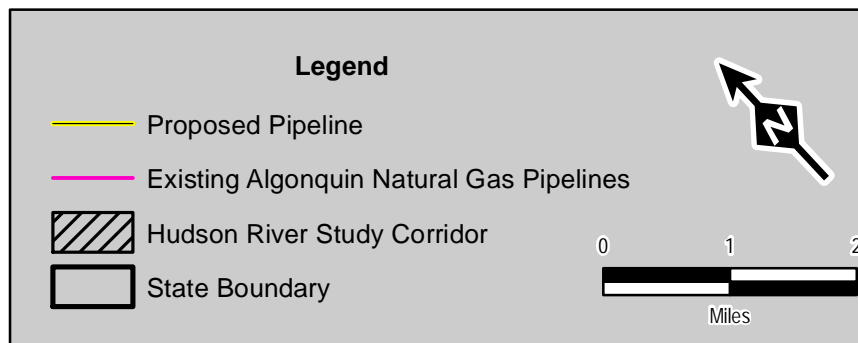 Legend
Proposed Pipeline
Existing Algonquin Natural Gas Pipelines
Hudson River Study Corridor
State Boundary
N
0 1 2
Miles